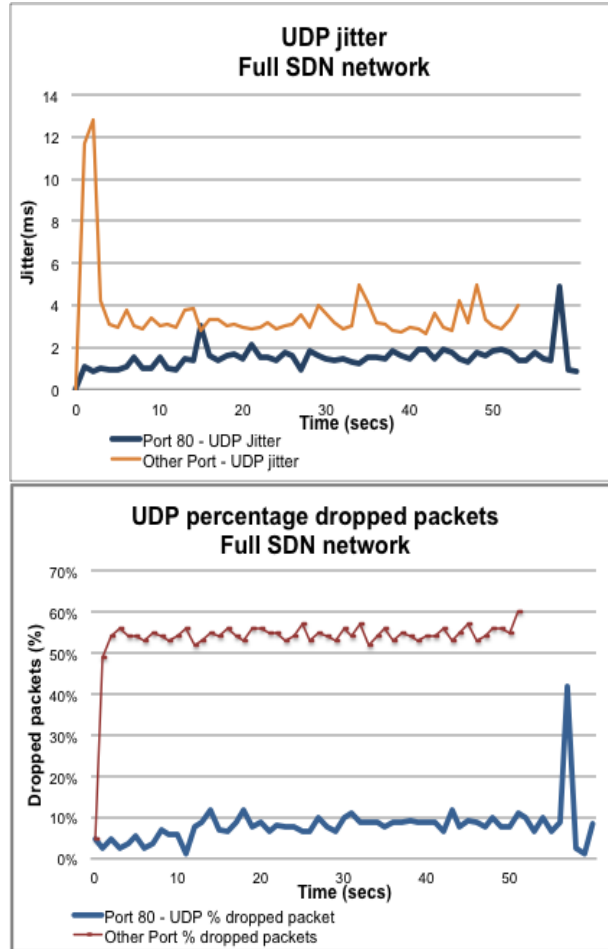 UDP jitter
Full SDN network
14
12
10
8
6
4
2
0
Jitter(ms)
0
10
20
30
40
50
Time (secs)
Port 80 - UDP Jitter
Other Port - UDP jitter
UDP percentage dropped packets
Full SDN network
70%
60%
50%
40%
30%
20%
10%
0%
Dropped packets (%)
0
10
20
30
40
50
Time (secs)
Port 80 - UDP % dropped packet
Other Port % dropped packets